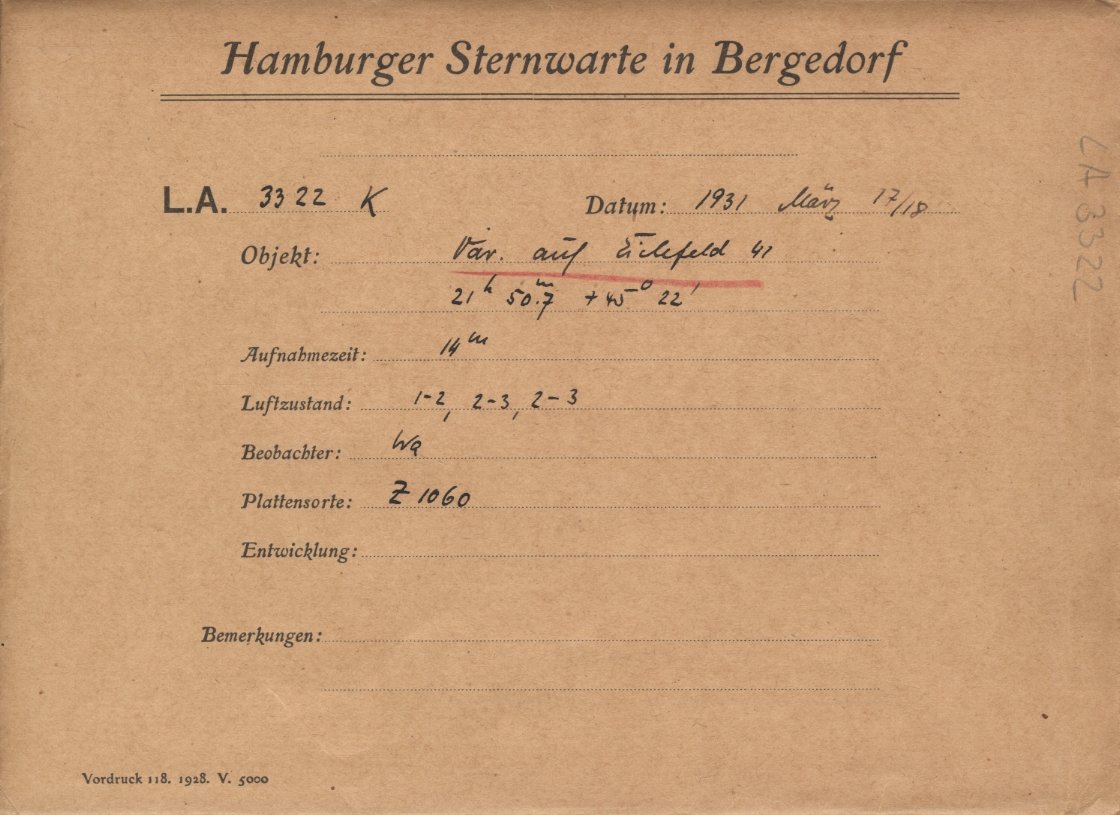 Hamburger Sternwarte in Bergedorf
L.A. 3322 K Datum: 1931 März 17/18
Objekt: Var. auf Eichfeld 41
21h 50.m7 +45° 22'
Aufnahmezeit: 14m
Luftzustand: 1-2, 2-3, 2-3
Beobachter: Wa
Plattensorte: Z 1060
Entwicklung:
Bemerkungen:
Vordruck 118. 1928. V. 5000
LA 3322